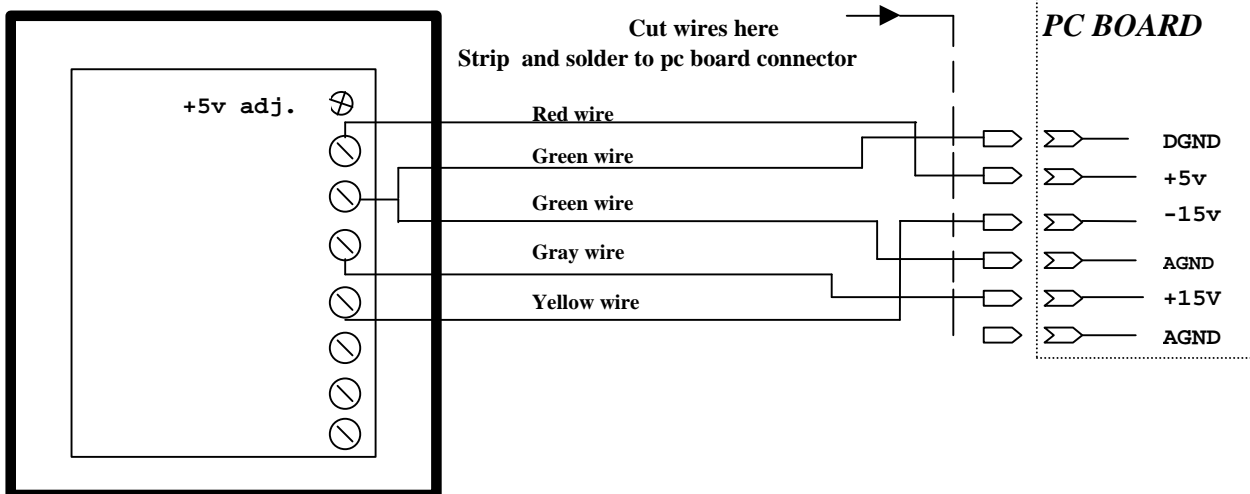 Cut wires here
Strip and solder to pc board connector
PC BOARD
+5v adj.
Red wire
Green wire
Green wire
Gray wire
Yellow wire
DGND
+5v
-15v
AGND
+15V
AGND